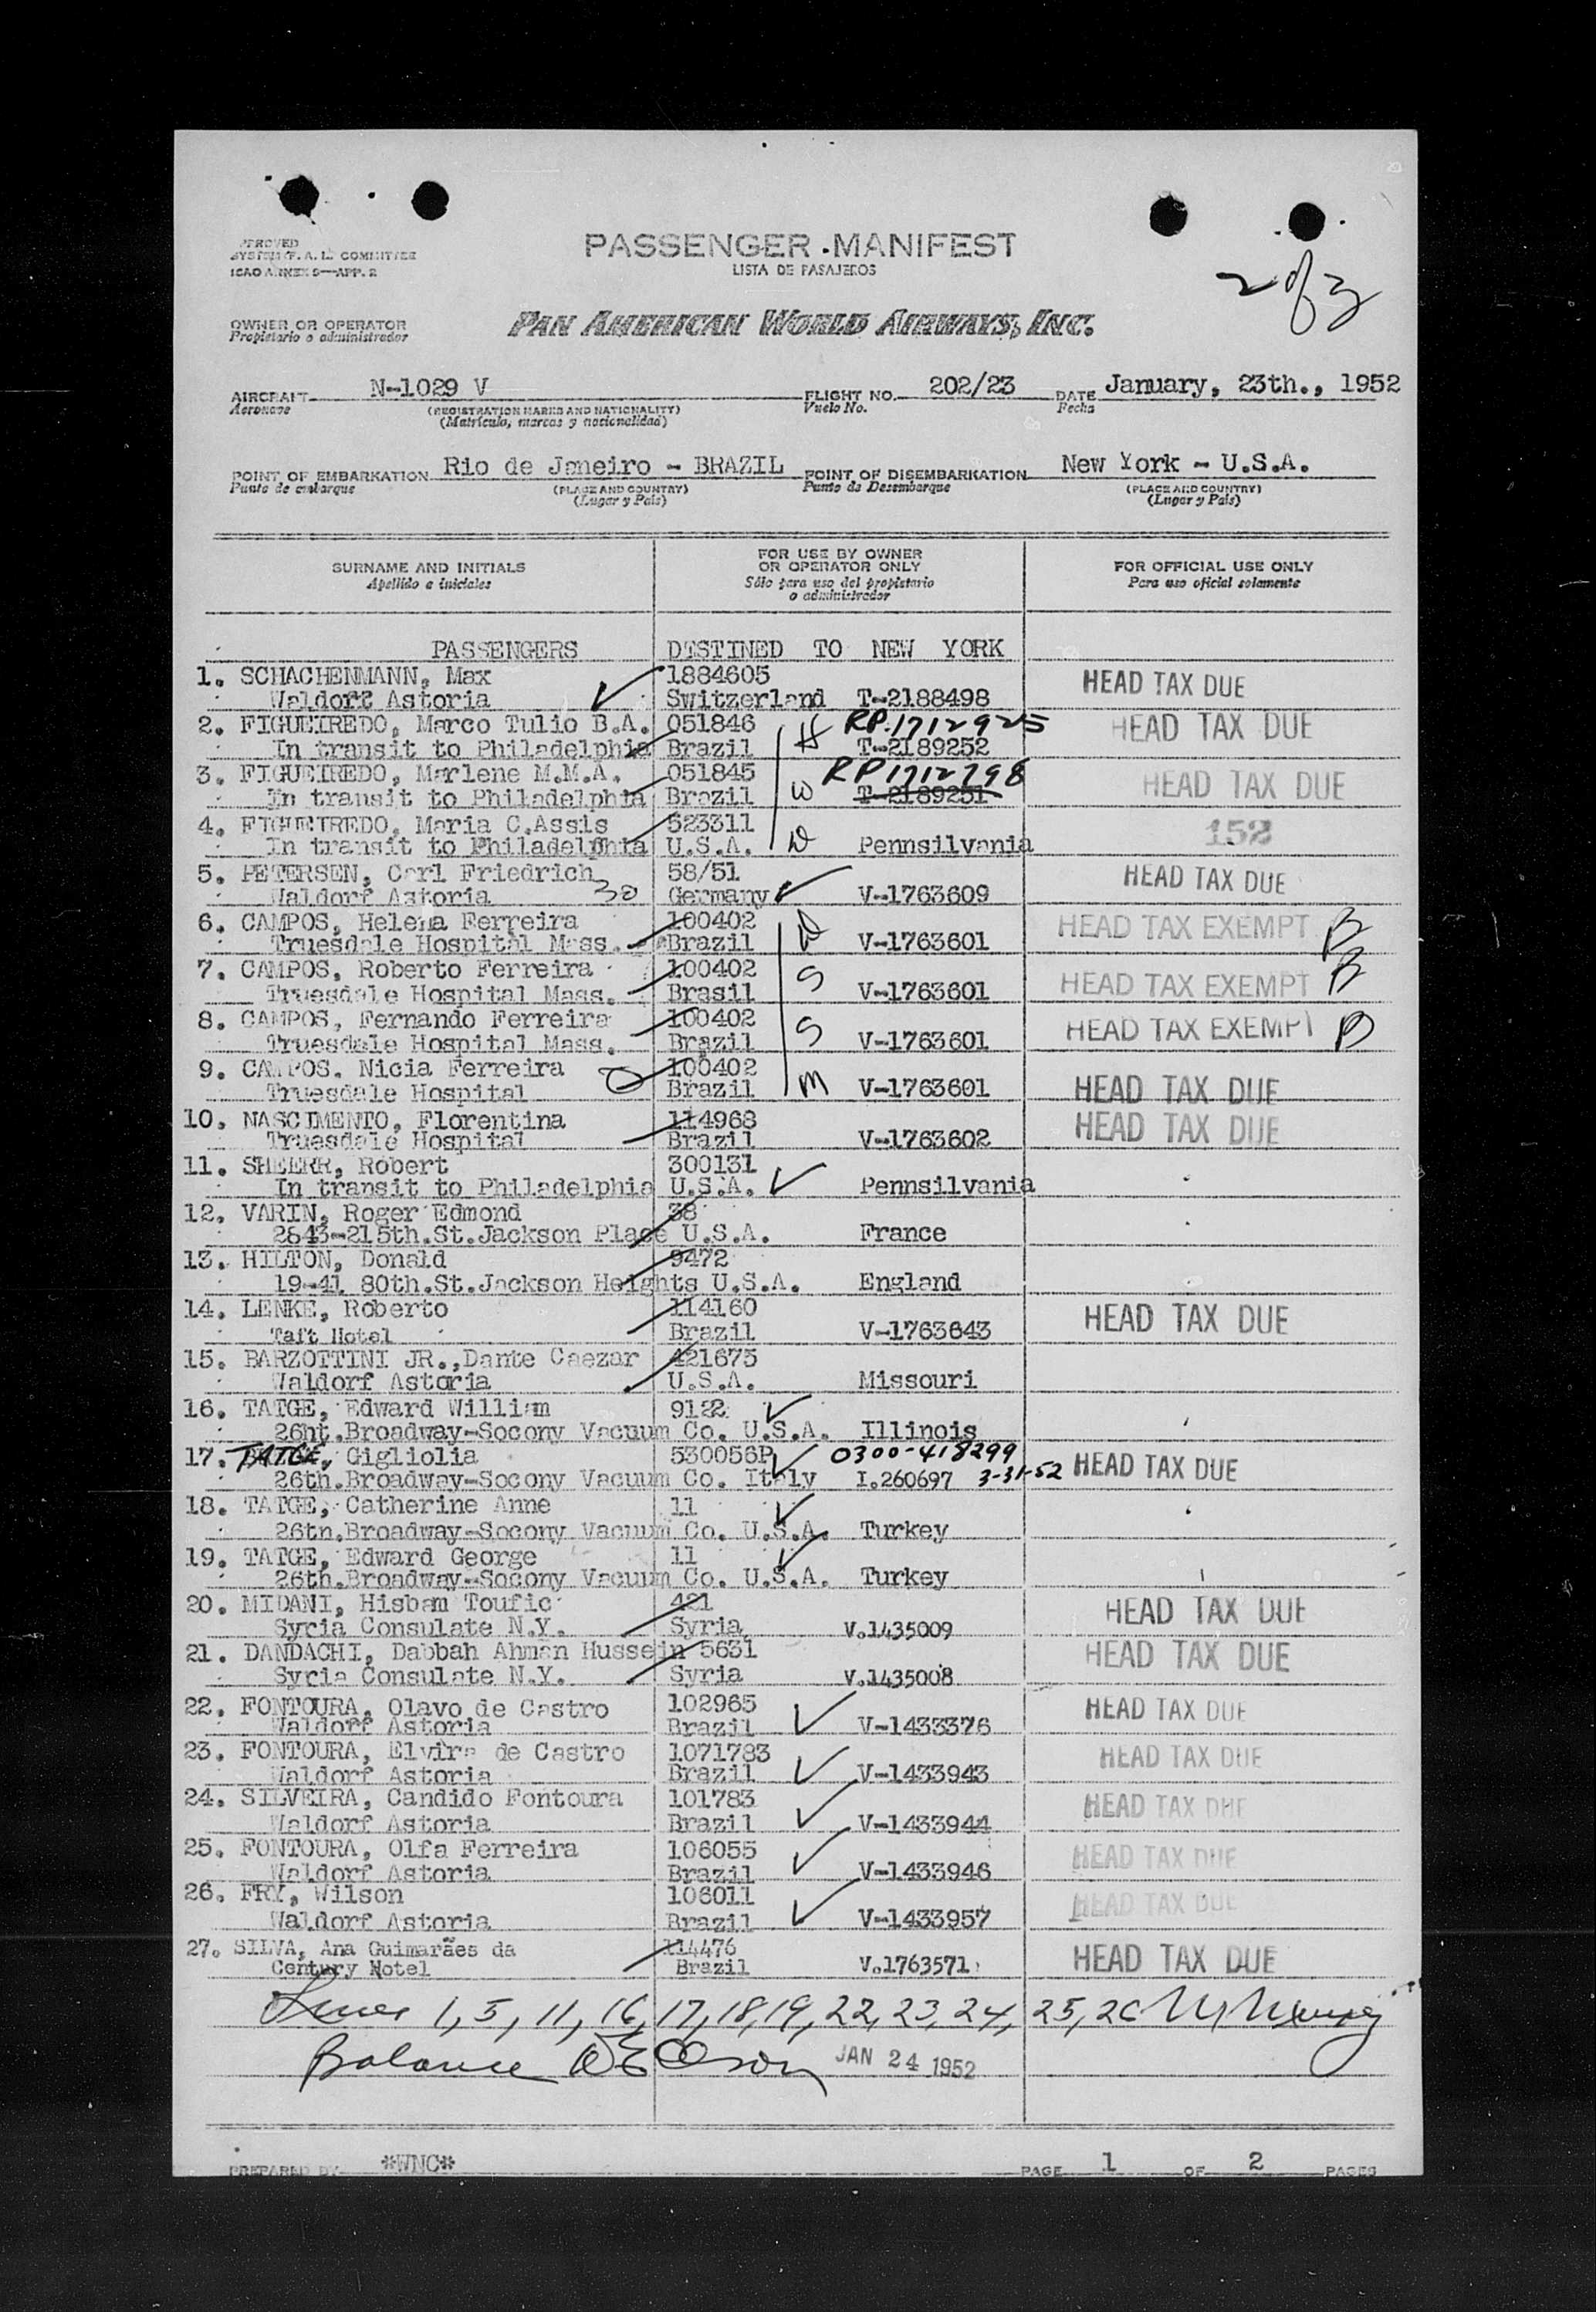 2 of 3
APPROVED
SYSTEM F. A. L. COMMITTEE
ICAO ANNEX 9—APP. 2
PASSENGER MANIFEST
LISTA DE PASAJEROS
OWNER OR OPERATOR
Propietario o administrador
PAN AMERICAN WORLD AIRWAYS, INC.
AIRCRAFT N-1029 V FLIGHT NO. 202/23 DATE January, 23th., 1952
Aeronave (REGISTRATION MARKS AND NATIONALITY) Vuelo No. Fecha
(Matrícula, marcas y nacionalidad)
POINT OF EMBARKATION Rio de Janeiro - BRAZIL POINT OF DISEMBARKATION New York - U.S.A.
Punto de embarque (PLACE AND COUNTRY) Punto de Desembarque (PLACE AND COUNTRY)
(Lugar y País) (Lugar y País)
SURNAME AND INITIALS
Apellido e iniciales
FOR USE BY OWNER
OR OPERATOR ONLY
Sólo para uso del propietario
o administrador
FOR OFFICIAL USE ONLY
Para uso oficial solamente
PASSENGERS DISTINED TO NEW YORK
1. SCHACHENMANN, Max 1884605 HEAD TAX DUE
Waldorf Astoria Switzerland T-2188498
2. FIGUEIREDO, Marco Tulio B.A. 051846 RP.1712925 HEAD TAX DUE
In transit to Philadelphia Brazil H T-2189252
3. FIGUEIREDO, Marlene M.M.A. 051845 RP1712798 HEAD TAX DUE
In transit to Philadelphia Brazil W T-2189251
4. FIGUEIREDO, Maria C.Assis 523311 152
In transit to Philadelphia U.S.A. D Pennsilvania
5. PETERSEN, Carl Friedrich 58/51 HEAD TAX DUE
Waldorf Astoria 30 Germany V-1763609
6. CAMPOS, Helena Ferreira 100402 HEAD TAX EXEMPT B
Truesdale Hospital Mass. Brazil D V-1763601
7. CAMPOS, Roberto Ferreira 100402 HEAD TAX EXEMPT B
Truesdale Hospital Mass. Brasil S V-1763601
8. CAMPOS, Fernando Ferreira 100402 HEAD TAX EXEMPT B
Truesdale Hospital Mass. Brazil S V-1763601
9. CAMPOS. Nicia Ferreira 100402
Truesdale Hospital Brazil M V-1763601 HEAD TAX DUE
10. NASCIMENTO, Florentina 114968 HEAD TAX DUE
Truesdale Hospital Brazil V-1763602
11. SHEERR, Robert 300131
In transit to Philadelphia U.S.A. Pennsilvania
12. VARIN, Roger Edmond 38
2643-215th.St.Jackson Place U.S.A. France
13. HILTON, Donald 9472
19-41 80th.St.Jackson Heights U.S.A. England
14. LENKE, Roberto 114160 HEAD TAX DUE
Taft Hotel Brazil V-1763643
15. BARZOTTINI JR.,Dante Caezar 421675
Waldorf Astoria U.S.A. Missouri
16. TATGE, Edward William 9122
26ht.Broadway-Socony Vacuum Co. U.S.A. Illinois
17. TATGE, Gigliolia 530056P 0300-418299 HEAD TAX DUE
26th.Broadway-Socony Vacuum Co. Italy I.260697 3-31-52
18. TATGE, Catherine Anne 11
26th.Broadway-Socony Vacuum Co. U.S.A. Turkey
19. TATGE, Edward George 11
26th.Broadway-Socony Vacuum Co. U.S.A. Turkey
20. MIDANI, Hisbam Toufic 421 HEAD TAX DUE
Syria Consulate N.Y. Syria V.1435009
21. DANDACHI, Dabbah Ahman Hussein 5631 HEAD TAX DUE
Syria Consulate N.Y. Syria V.1435008
22. FONTOURA, Olavo de Castro 102965 HEAD TAX DUE
Waldorf Astoria Brazil V-1433376
23. FONTOURA, Elvira de Castro 1071783 HEAD TAX DUE
Waldorf Astoria Brazil V-1433943
24. SILVEIRA, Candido Fontoura 101783 HEAD TAX DUE
Waldorf Astoria Brazil V-1433944
25. FONTOURA, Olfa Ferreira 106055 HEAD TAX DUE
Waldorf Astoria Brazil V-1433946
26. FRY, Wilson 106011 HEAD TAX DUE
Waldorf Astoria Brazil V-1433957
27. SILVA, Ana Guimarães da 114476 HEAD TAX DUE
Century Hotel Brazil V.1763571
Lines 1, 5, 11, 16, 17, 18, 19, 22, 23, 24, 25, 26
Balance JAN 24 1952
PREPARED BY *WNC* PAGE 1 OF 2 PAGES